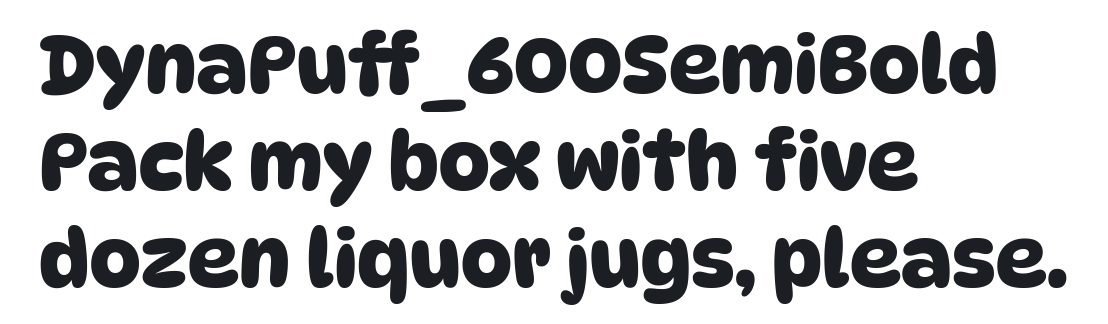 DynaPuff_600SemiBold
Pack my box with five
dozen liquor jugs, please.